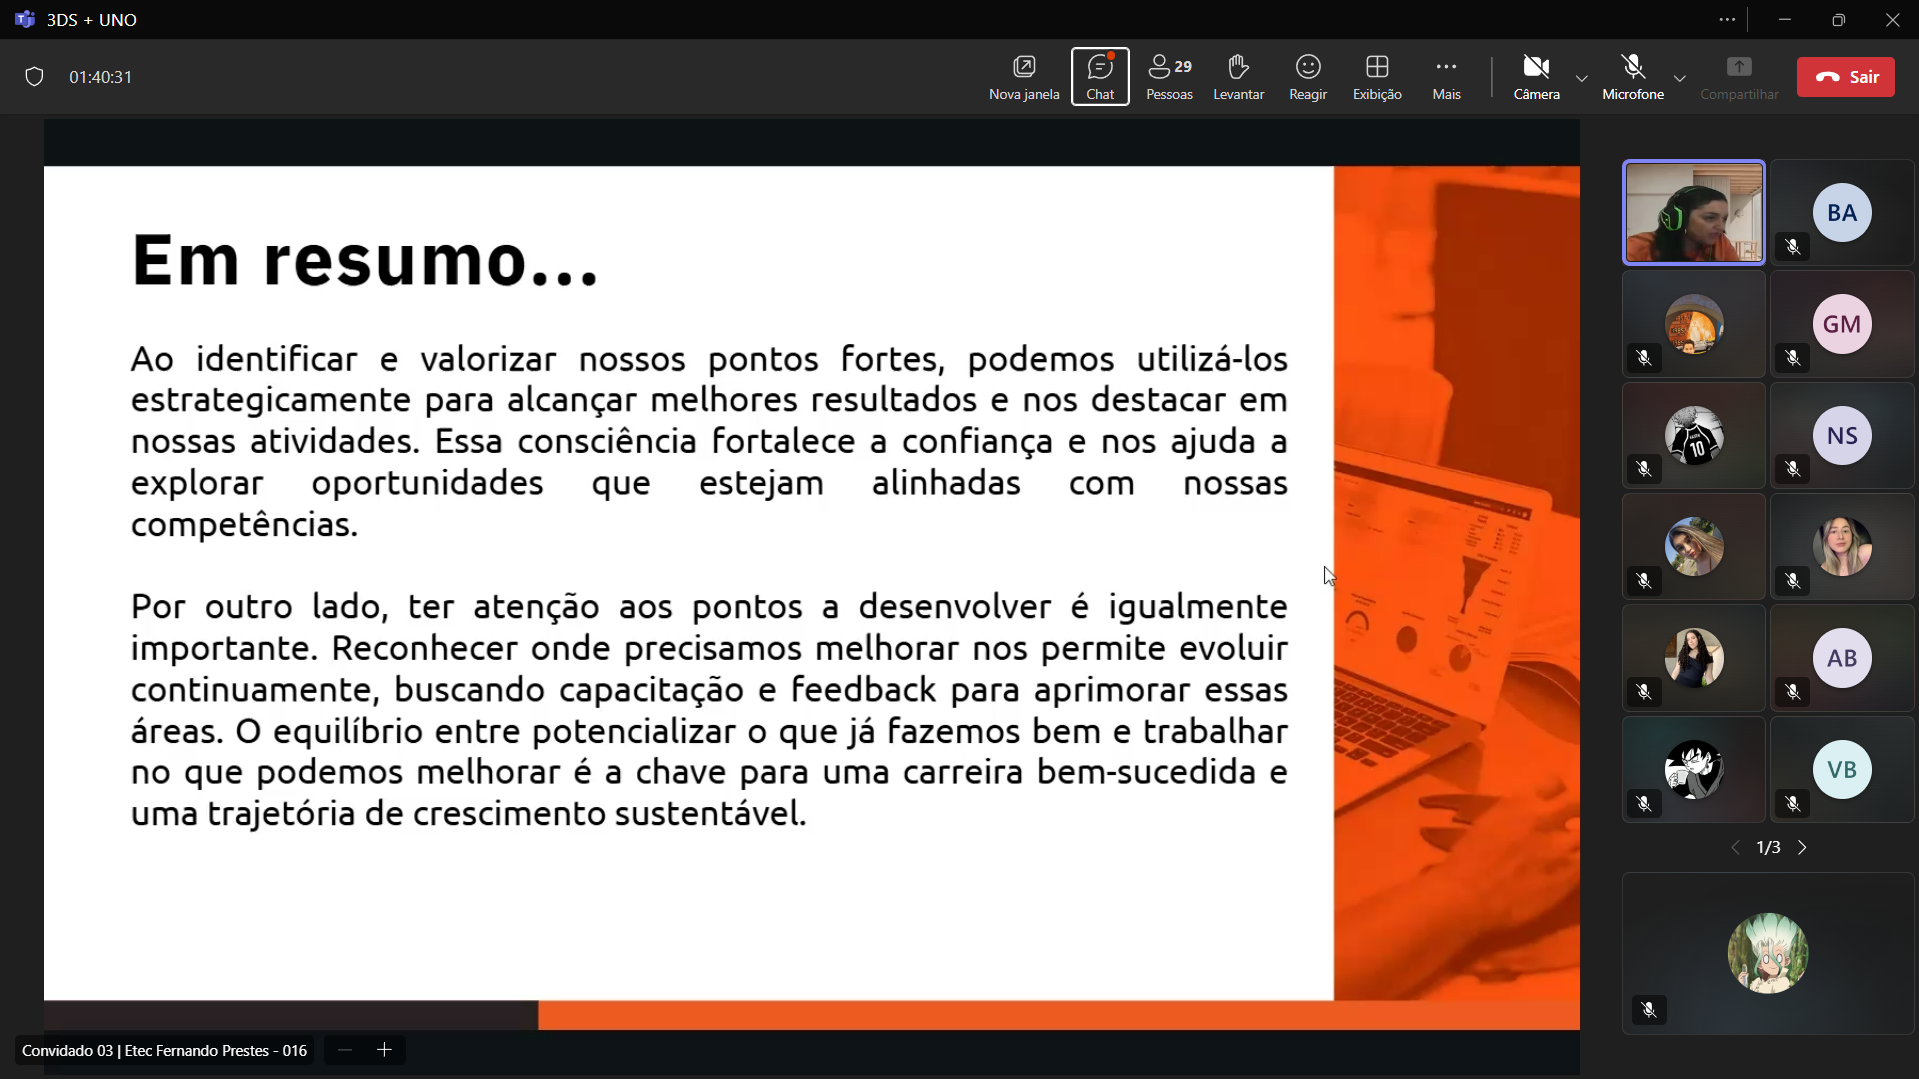 3DS + UNO
01:40:31
Nova janela
Chat
29
Pessoas
Levantar
Reagir
Exibição
Mais
Câmera
Microfone
Compartilhar
Sair
Em resumo...
Ao identificar e valorizar nossos pontos fortes, podemos utilizá-los
estrategicamente para alcançar melhores resultados e nos destacar em
nossas atividades. Essa consciência fortalece a confiança e nos ajuda a
explorar oportunidades que estejam alinhadas com nossas
competências.
Por outro lado, ter atenção aos pontos a desenvolver é igualmente
importante. Reconhecer onde precisamos melhorar nos permite evoluir
continuamente, buscando capacitação e feedback para aprimorar essas
áreas. O equilíbrio entre potencializar o que já fazemos bem e trabalhar
no que podemos melhorar é a chave para uma carreira bem-sucedida e
uma trajetória de crescimento sustentável.
BA
GM
10
NS
AB
VB
1/3
Convidado 03 | Etec Fernando Prestes - 016